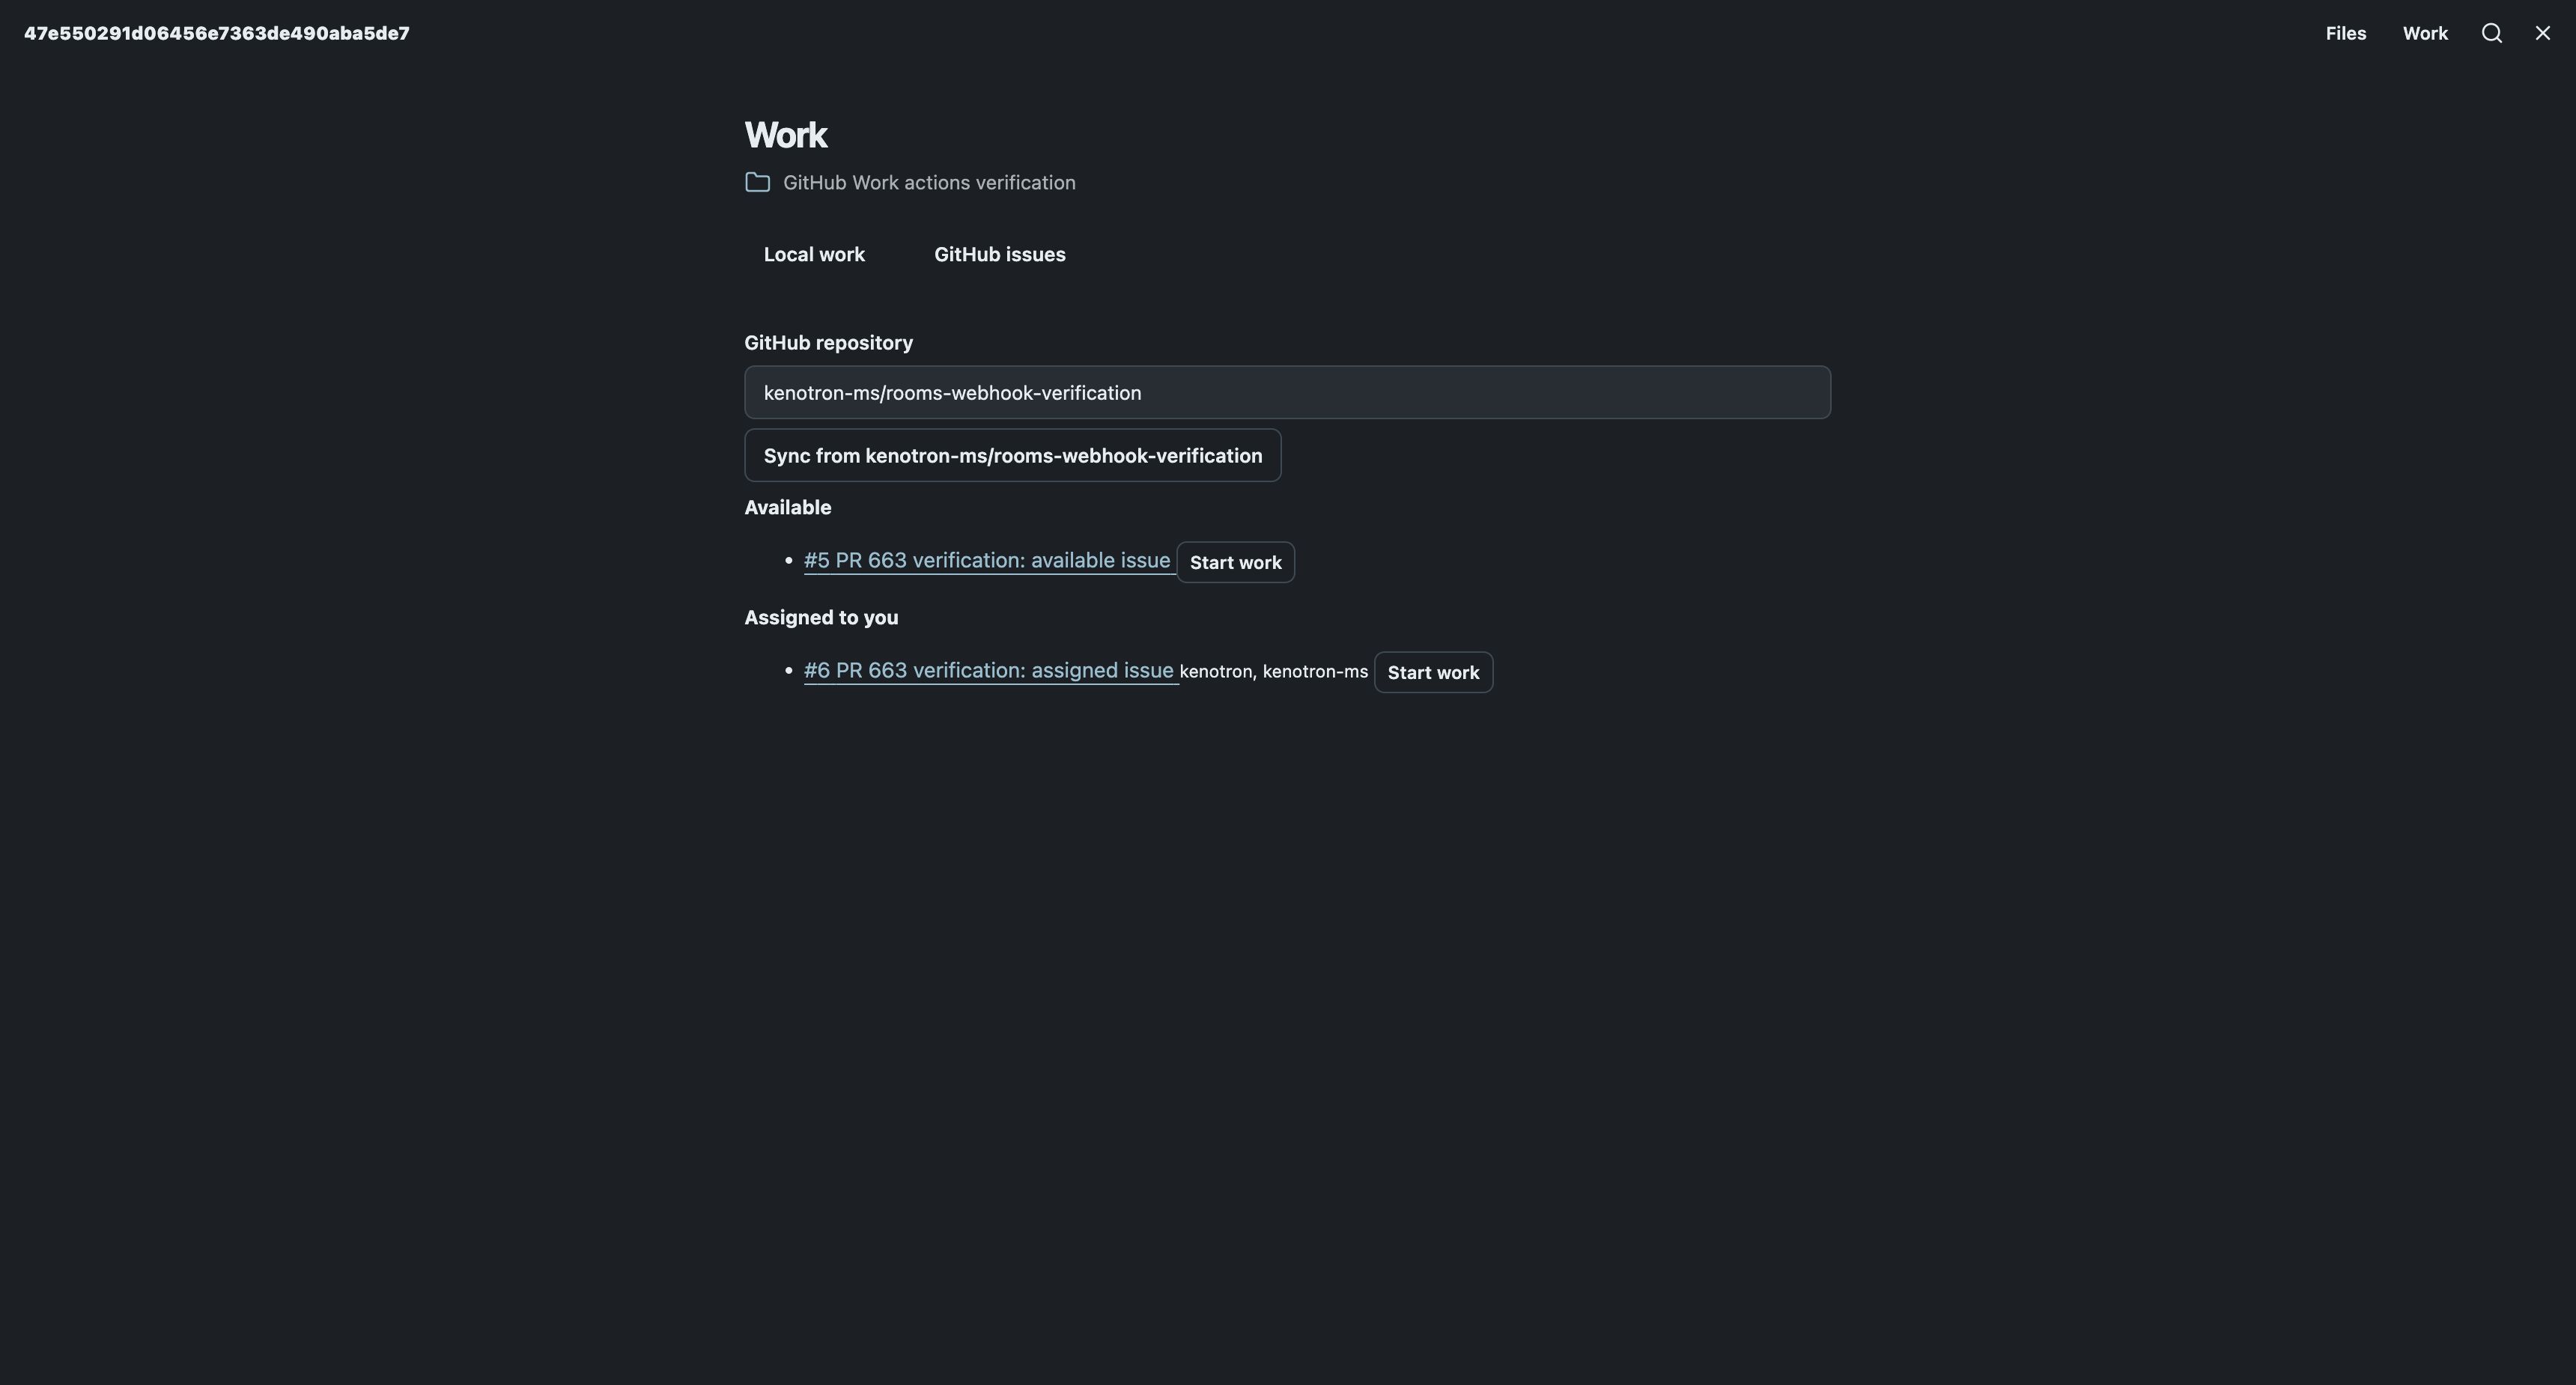 47e550291d06456e7363de490aba5de7 Files Work
Work
GitHub Work actions verification
Local work GitHub issues
GitHub repository
kenotron-ms/rooms-webhook-verification
Sync from kenotron-ms/rooms-webhook-verification
Available
#5 PR 663 verification: available issue Start work
Assigned to you
#6 PR 663 verification: assigned issue kenotron, kenotron-ms Start work